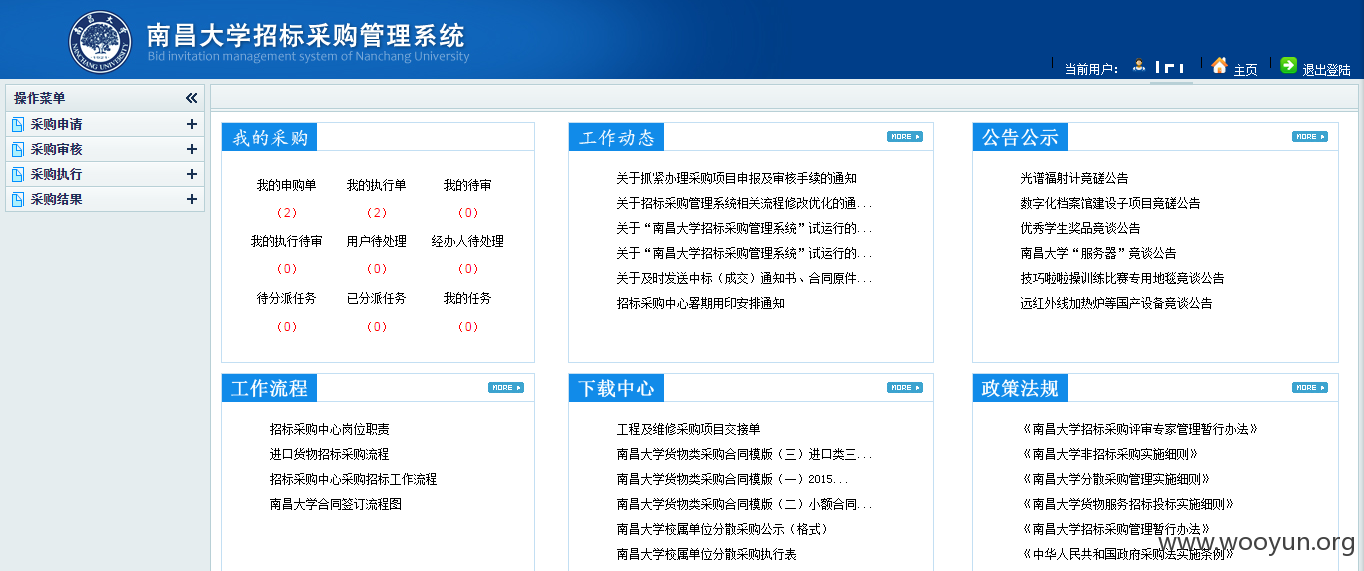 南昌大学招标采购管理系统
Bid invitation management system of Nanchang University
当前用户：
主页
退出登陆
操作菜单
采购申请
采购审核
采购执行
采购结果
我的采购
我的申购单 我的执行单 我的待审
（2） （2） （0）
我的执行待审 用户待处理 经办人待处理
（0） （0） （0）
待分派任务 已分派任务 我的任务
（0） （0） （0）
工作动态 MORE
关于抓紧办理采购项目申报及审核手续的通知
关于招标采购管理系统相关流程修改优化的通...
关于“南昌大学招标采购管理系统”试运行的...
关于“南昌大学招标采购管理系统”试运行的...
关于及时发送中标（成交）通知书、合同原件...
招标采购中心署期用印安排通知
公告公示 MORE
光谱福射计竟磋公告
数字化档案馆建设子项目竟磋公告
优秀学生奖品竟谈公告
南昌大学“服务器”竟谈公告
技巧啦啦操训练比赛专用地毯竟谈公告
远红外线加热炉等国产设备竟谈公告
工作流程 MORE
招标采购中心岗位职责
进口货物招标采购流程
招标采购中心采购招标工作流程
南昌大学合同签订流程图
下载中心 MORE
工程及维修采购项目交接单
南昌大学货物类采购合同模版（三）进口类三...
南昌大学货物类采购合同模版（一）2015...
南昌大学货物类采购合同模版（二）小额合同...
南昌大学校属单位分散采购公示（格式）
南昌大学校属单位分散采购执行表
政策法规 MORE
《南昌大学招标采购评审专家管理暂行办法》
《南昌大学非招标采购实施细则》
《南昌大学分散采购管理实施细则》
《南昌大学货物服务招标投标实施细则》
《南昌大学招标采购管理暂行办法》
《中华人民共和国政府采购法实施条例》
www.wooyun.org